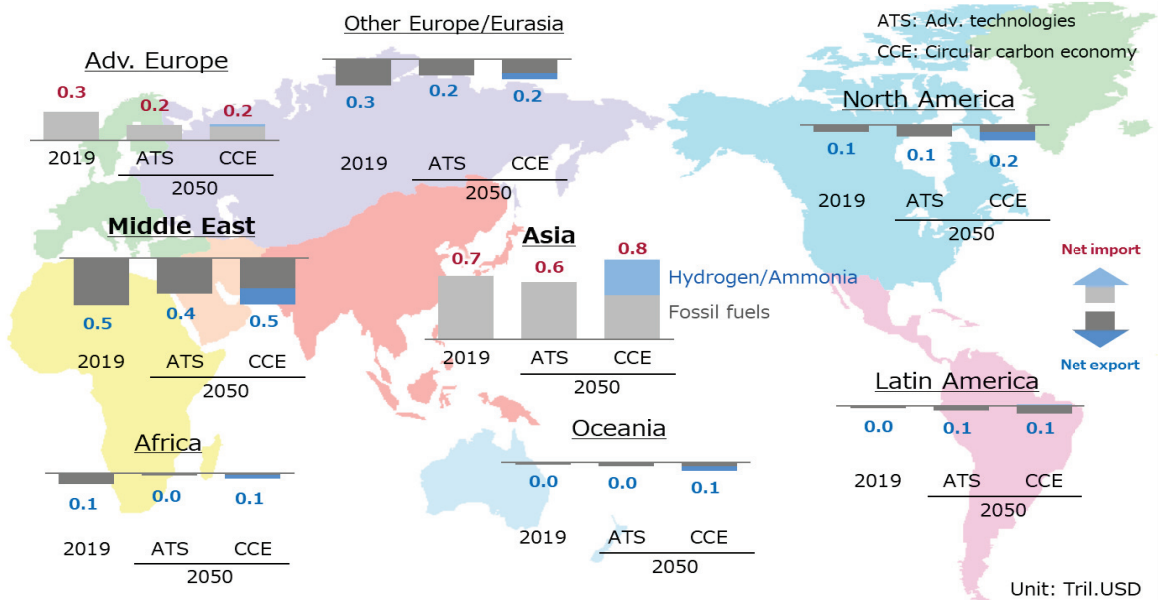 ATS: Adv. technologies
CCE: Circular carbon economy
Adv. Europe
0.3
0.2
0.2
2019
ATS
CCE
2050
Other Europe/Eurasia
0.3
0.2
0.2
2019
ATS
CCE
2050
North America
0.1
0.1
0.2
2019
ATS
CCE
2050
Middle East
0.5
0.4
0.5
2019
ATS
CCE
2050
Asia
0.7
0.6
0.8
Hydrogen/Ammonia
Fossil fuels
2019
ATS
CCE
2050
Net import
Net export
Latin America
0.0
0.1
0.1
2019
ATS
CCE
2050
Africa
0.1
0.0
0.1
2019
ATS
CCE
2050
Oceania
0.0
0.0
0.1
2019
ATS
CCE
2050
Unit: Tril.USD